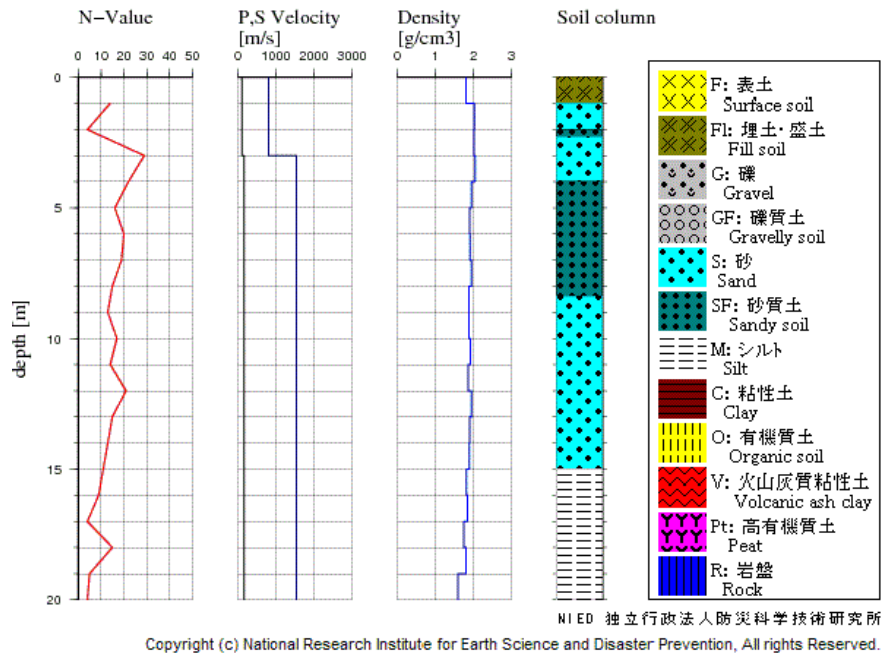 N-Value
P,S Velocity
[m/s]
Density
[g/cm3]
Soil column
0 10 20 30 40 50
0 1000 2000 3000
0 1 2 3
0
5
10
15
20
depth [m]
F: 表土
Surface soil
Fl: 埋土・盛土
Fill soil
G: 礫
Gravel
GF: 礫質土
Gravelly soil
S: 砂
Sand
SF: 砂質土
Sandy soil
M: シルト
Silt
C: 粘性土
Clay
O: 有機質土
Organic soil
V: 火山灰質粘性土
Volcanic ash clay
Pt: 高有機質土
Peat
R: 岩盤
Rock
NIED 独立行政法人防災科学技術研究所
Copyright (c) National Research Institute for Earth Science and Disaster Prevention, All rights Reserved.